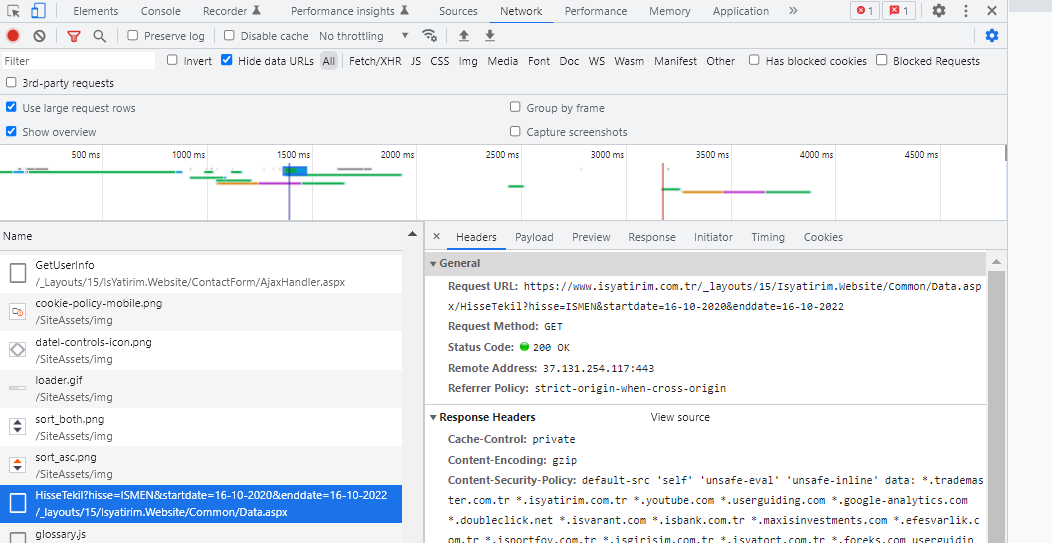 Elements Console Recorder Performance insights Sources Network Performance Memory Application » 1 1
Preserve log Disable cache No throttling
Filter Invert Hide data URLs All Fetch/XHR JS CSS Img Media Font Doc WS Wasm Manifest Other Has blocked cookies Blocked Requests
3rd-party requests
Use large request rows Group by frame
Show overview Capture screenshots
500 ms 1000 ms 1500 ms 2000 ms 2500 ms 3000 ms 3500 ms 4000 ms 4500 ms
Name
GetUserInfo
/_Layouts/15/IsYatirim.Website/ContactForm/AjaxHandler.aspx
cookie-policy-mobile.png
/SiteAssets/img
datel-controls-icon.png
/SiteAssets/img
loader.gif
/SiteAssets/img
sort_both.png
/SiteAssets/img
sort_asc.png
/SiteAssets/img
HisseTekil?hisse=ISMEN&startdate=16-10-2020&enddate=16-10-2022
/_layouts/15/Isyatirim.Website/Common/Data.aspx
glossary.js
× Headers Payload Preview Response Initiator Timing Cookies
General
Request URL: https://www.isyatirim.com.tr/_layouts/15/Isyatirim.Website/Common/Data.asp
x/HisseTekil?hisse=ISMEN&startdate=16-10-2020&enddate=16-10-2022
Request Method: GET
Status Code: 200 OK
Remote Address: 37.131.254.117:443
Referrer Policy: strict-origin-when-cross-origin
Response Headers View source
Cache-Control: private
Content-Encoding: gzip
Content-Security-Policy: default-src 'self' 'unsafe-eval' 'unsafe-inline' data: *.tradema
ster.com.tr *.isyatirim.com.tr *.youtube.com *.userguiding.com *.google-analytics.com
*.doubleclick.net *.isvarant.com *.isbank.com.tr *.maxisinvestments.com *.efesvarlik.c
om.tr *.isportfoy.com.tr *.isgirisim.com.tr *.isyatort.com.tr *.foreks.com userguidin